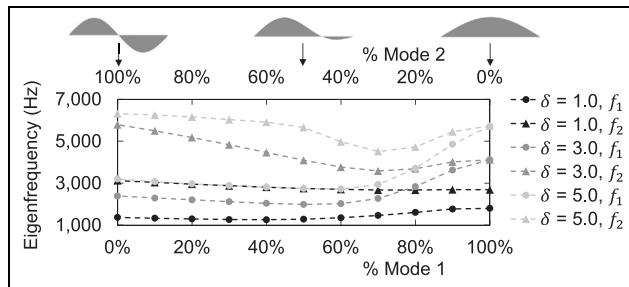 % Mode 2
100% 80% 60% 40% 20% 0%
Eigenfrequency (Hz)
7,000
5,000
3,000
1,000
0% 20% 40% 60% 80% 100%
% Mode 1
δ = 1.0, f₁
δ = 1.0, f₂
δ = 3.0, f₁
δ = 3.0, f₂
δ = 5.0, f₁
δ = 5.0, f₂